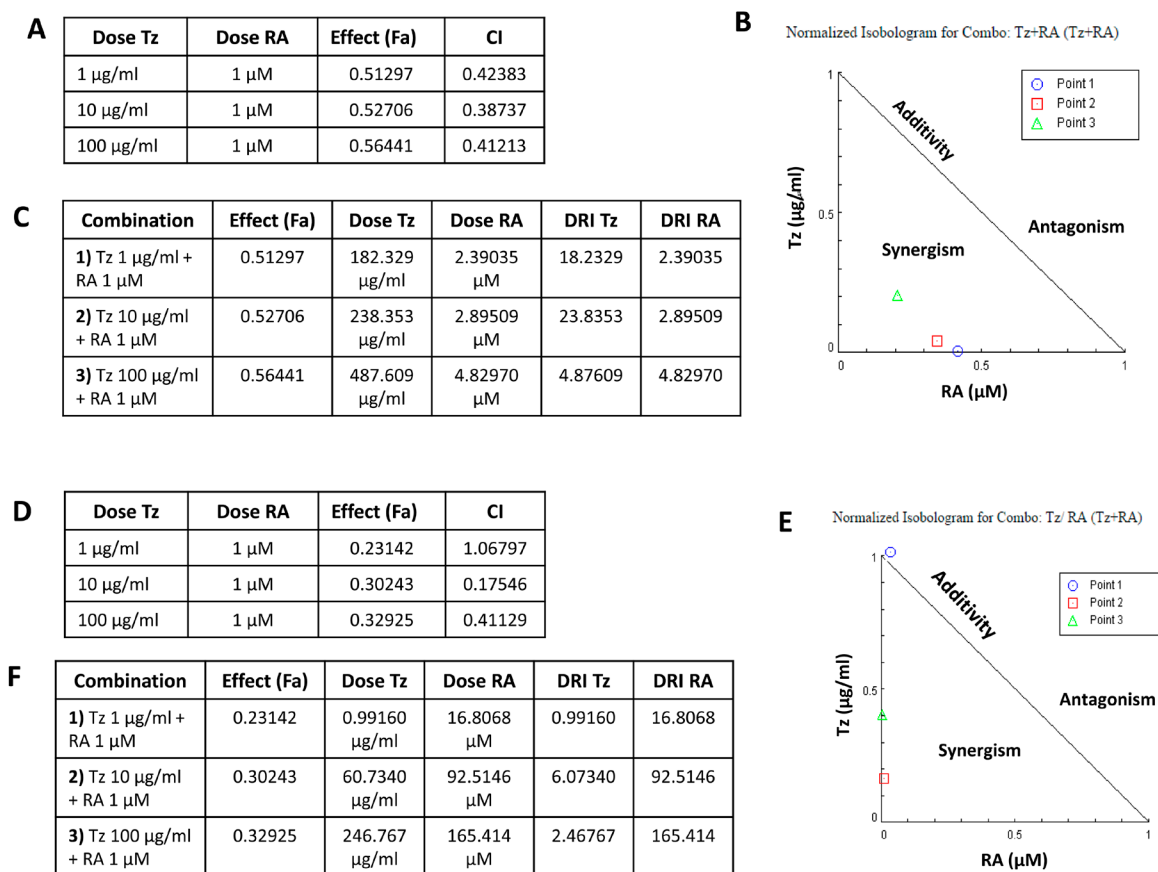 A
Dose Tz Dose RA Effect (Fa) CI
1 µg/ml 1 µM 0.51297 0.42383
10 µg/ml 1 µM 0.52706 0.38737
100 µg/ml 1 µM 0.56441 0.41213
B
Normalized Isobologram for Combo: Tz+RA (Tz+RA)
Point 1
Point 2
Point 3
1
0.5
0
Tz (µg/ml)
Additivity
Synergism
Antagonism
0 0.5 1
RA (µM)
C
Combination Effect (Fa) Dose Tz Dose RA DRI Tz DRI RA
1) Tz 1 µg/ml + 0.51297 182.329 2.39035 18.2329 2.39035
RA 1 µM µg/ml µM
2) Tz 10 µg/ml 0.52706 238.353 2.89509 23.8353 2.89509
+ RA 1 µM µg/ml µM
3) Tz 100 µg/ml 0.56441 487.609 4.82970 4.87609 4.82970
+ RA 1 µM µg/ml µM
D
Dose Tz Dose RA Effect (Fa) CI
1 µg/ml 1 µM 0.23142 1.06797
10 µg/ml 1 µM 0.30243 0.17546
100 µg/ml 1 µM 0.32925 0.41129
E
Normalized Isobologram for Combo: Tz/ RA (Tz+RA)
Point 1
Point 2
Point 3
1
0.5
0
Tz (µg/ml)
Additivity
Antagonism
Synergism
0 0.5 1
RA (µM)
F
Combination Effect (Fa) Dose Tz Dose RA DRI Tz DRI RA
1) Tz 1 µg/ml + 0.23142 0.99160 16.8068 0.99160 16.8068
RA 1 µM µg/ml µM
2) Tz 10 µg/ml 0.30243 60.7340 92.5146 6.07340 92.5146
+ RA 1 µM µg/ml µM
3) Tz 100 µg/ml 0.32925 246.767 165.414 2.46767 165.414
+ RA 1 µM µg/ml µM